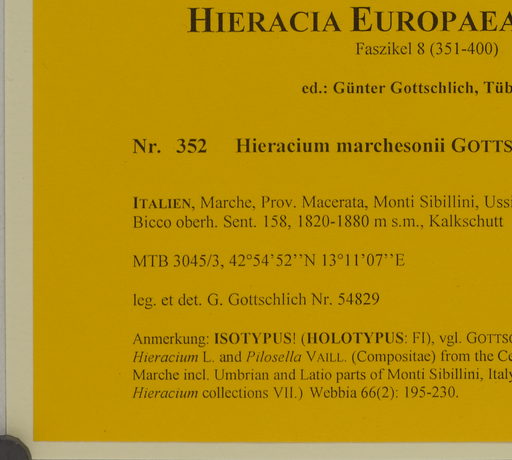 HIERACIA EUROPAEA
Faszikel 8 (351-400)
ed.: Günter Gottschlich, Tüb
Nr. 352 Hieracium marchesonii GOTTS
ITALIEN, Marche, Prov. Macerata, Monti Sibillini, Ussi
Bicco oberh. Sent. 158, 1820-1880 m s.m., Kalkschutt
MTB 3045/3, 42°54'52''N 13°11'07''E
leg. et det. G. Gottschlich Nr. 54829
Anmerkung: ISOTYPUS! (HOLOTYPUS: FI), vgl. GOTTSC
Hieracium L. and Pilosella VAILL. (Compositae) from the Ce
Marche incl. Umbrian and Latio parts of Monti Sibillini, Italy
Hieracium collections VII.) Webbia 66(2): 195-230.